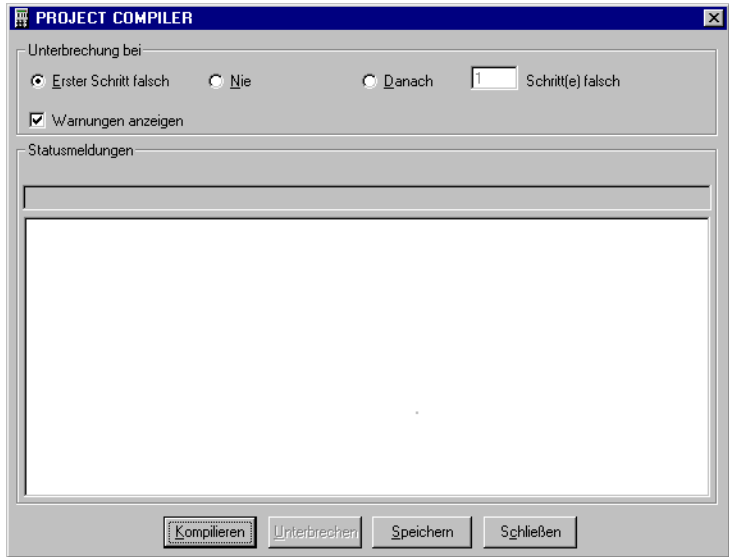 PROJECT COMPILER
Unterbrechung bei
Erster Schritt falsch Nie Danach 1 Schritt(e) falsch
Warnungen anzeigen
Statusmeldungen
Kompilieren Unterbrechen Speichern Schließen